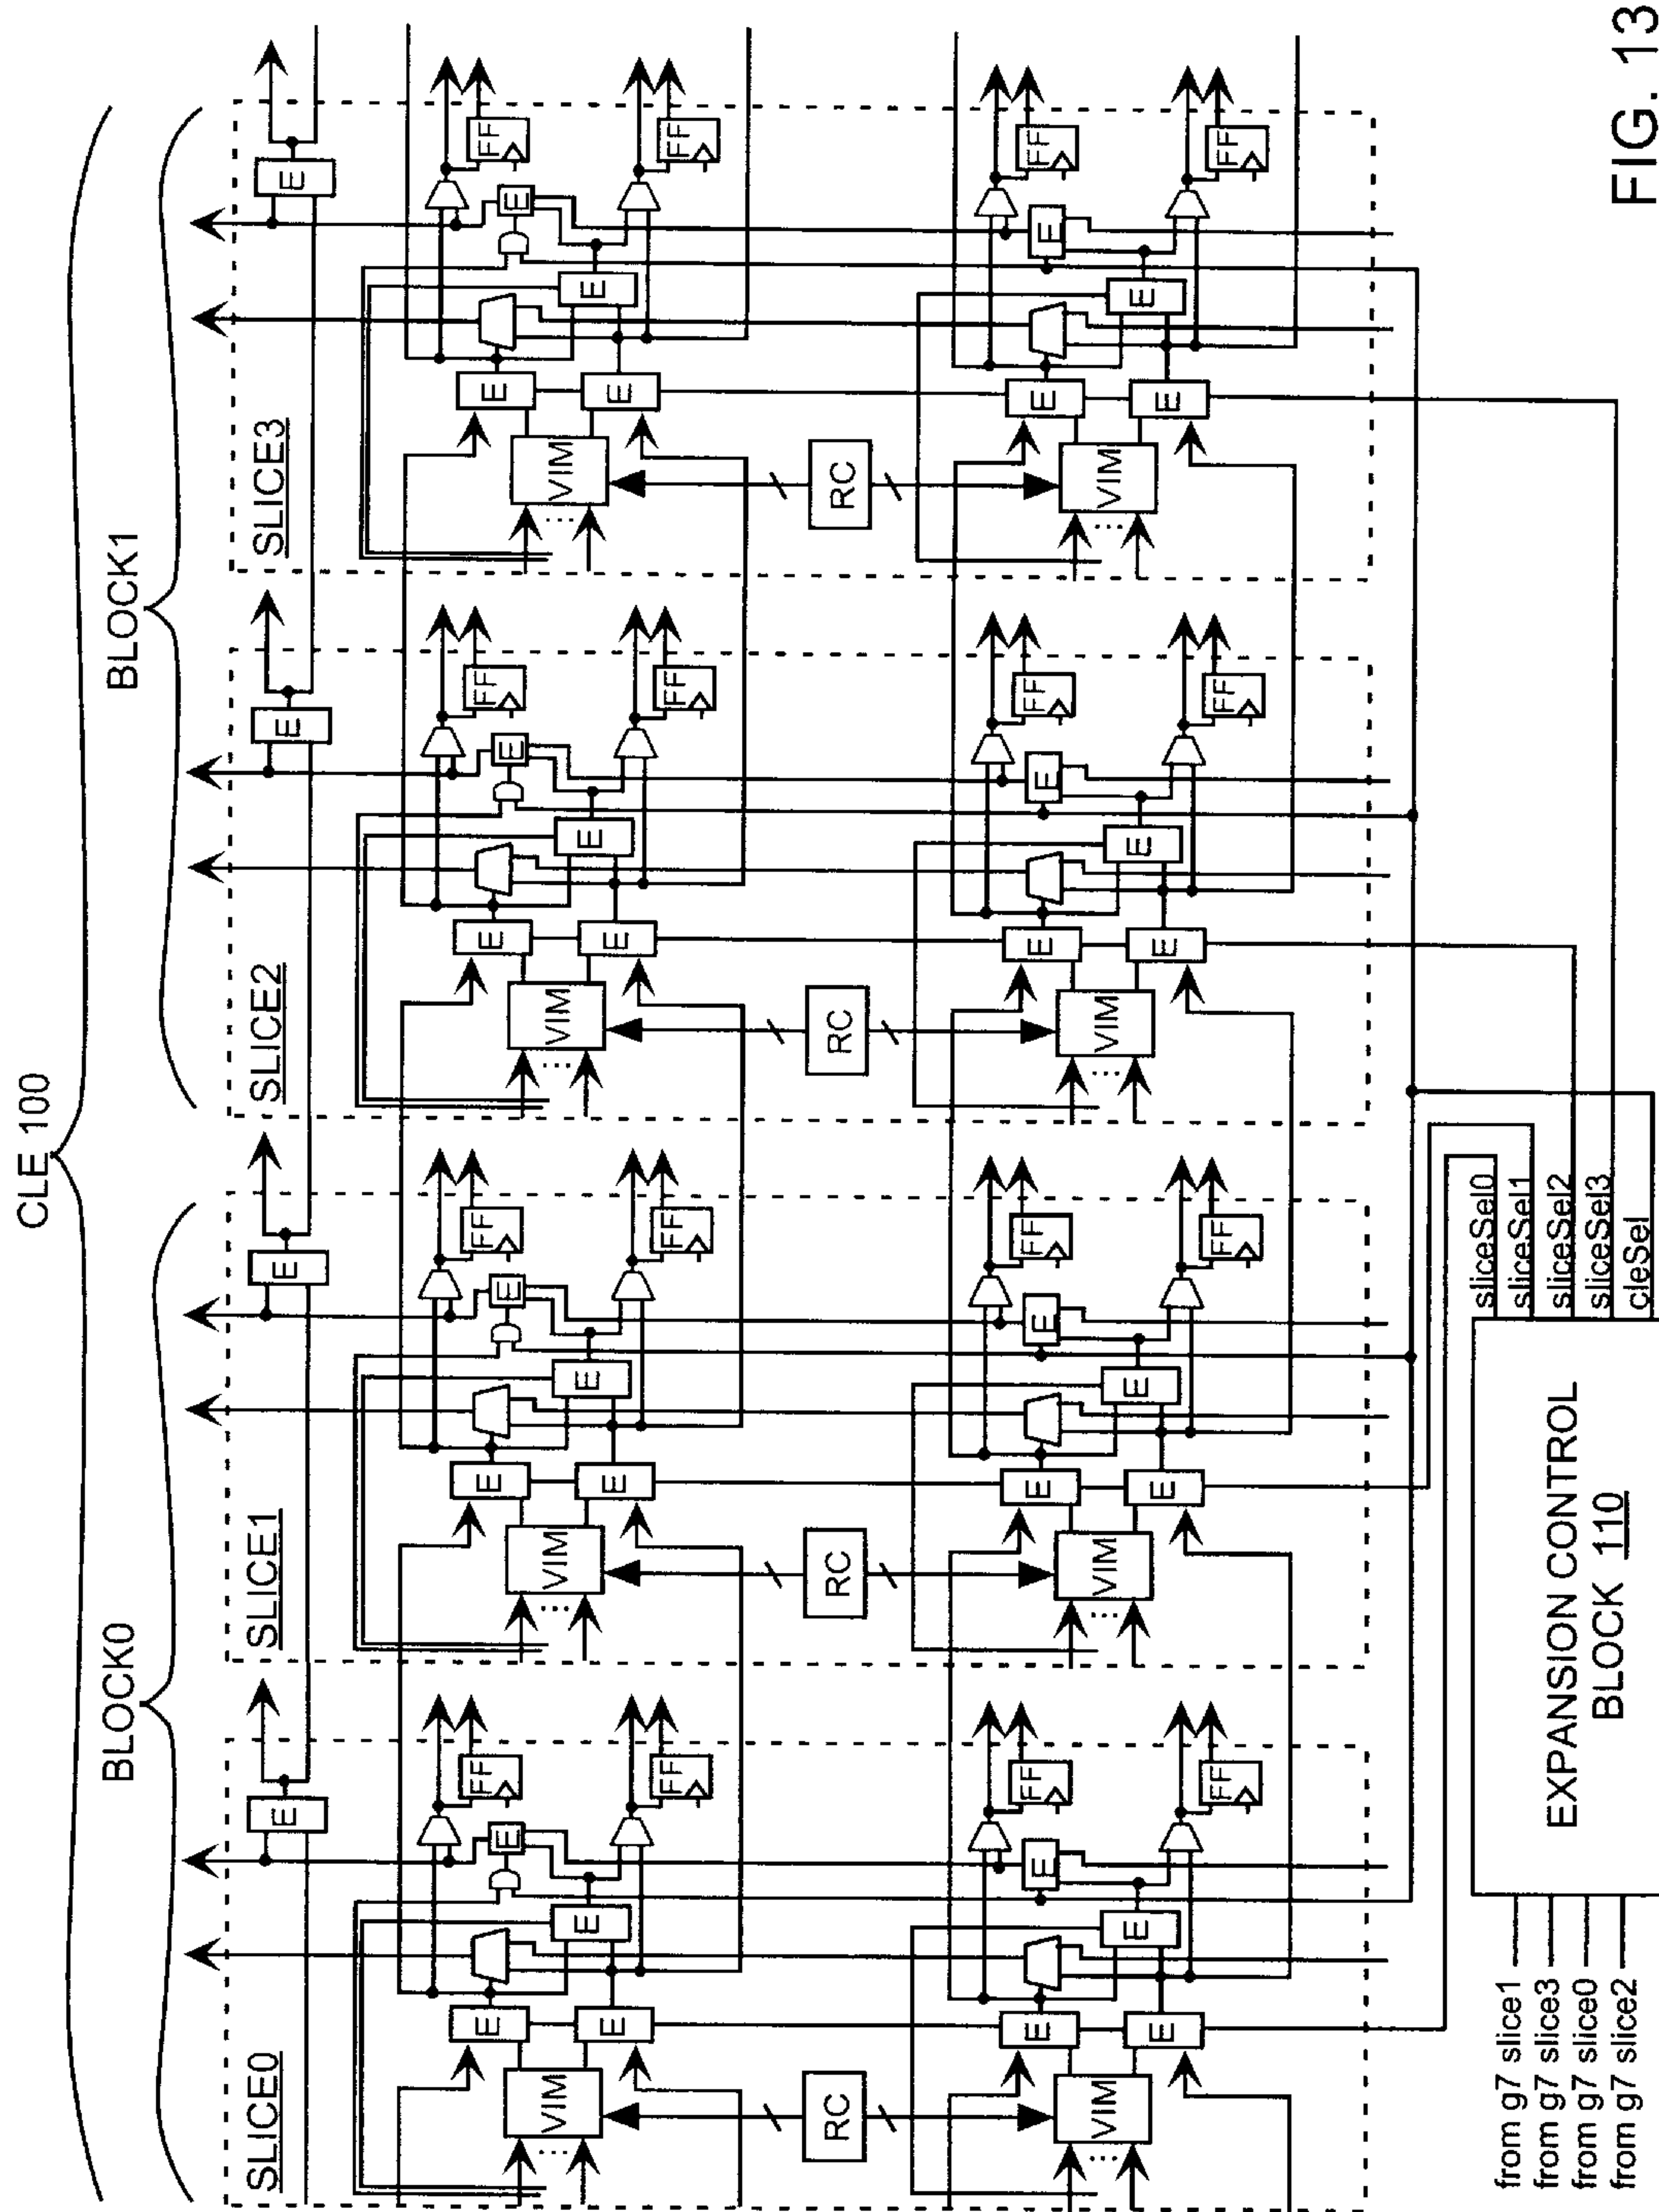 CLE 100
BLOCK0 BLOCK1
SLICE0 SLICE1 SLICE2 SLICE3
E E E E
E E FF E E FF E E FF E E FF
VIM VIM VIM VIM
... ... ... ...
E E FF E E FF E E FF E E FF
RC RC RC RC
E E FF E E FF E E FF E E FF
VIM VIM VIM VIM
... ... ... ...
E E FF E E FF E E FF E E FF
from g7 slice1
from g7 slice3
from g7 slice0
from g7 slice2
EXPANSION CONTROL
BLOCK 110
sliceSel0
sliceSel1
sliceSel2
sliceSel3
cleSel
FIG. 13